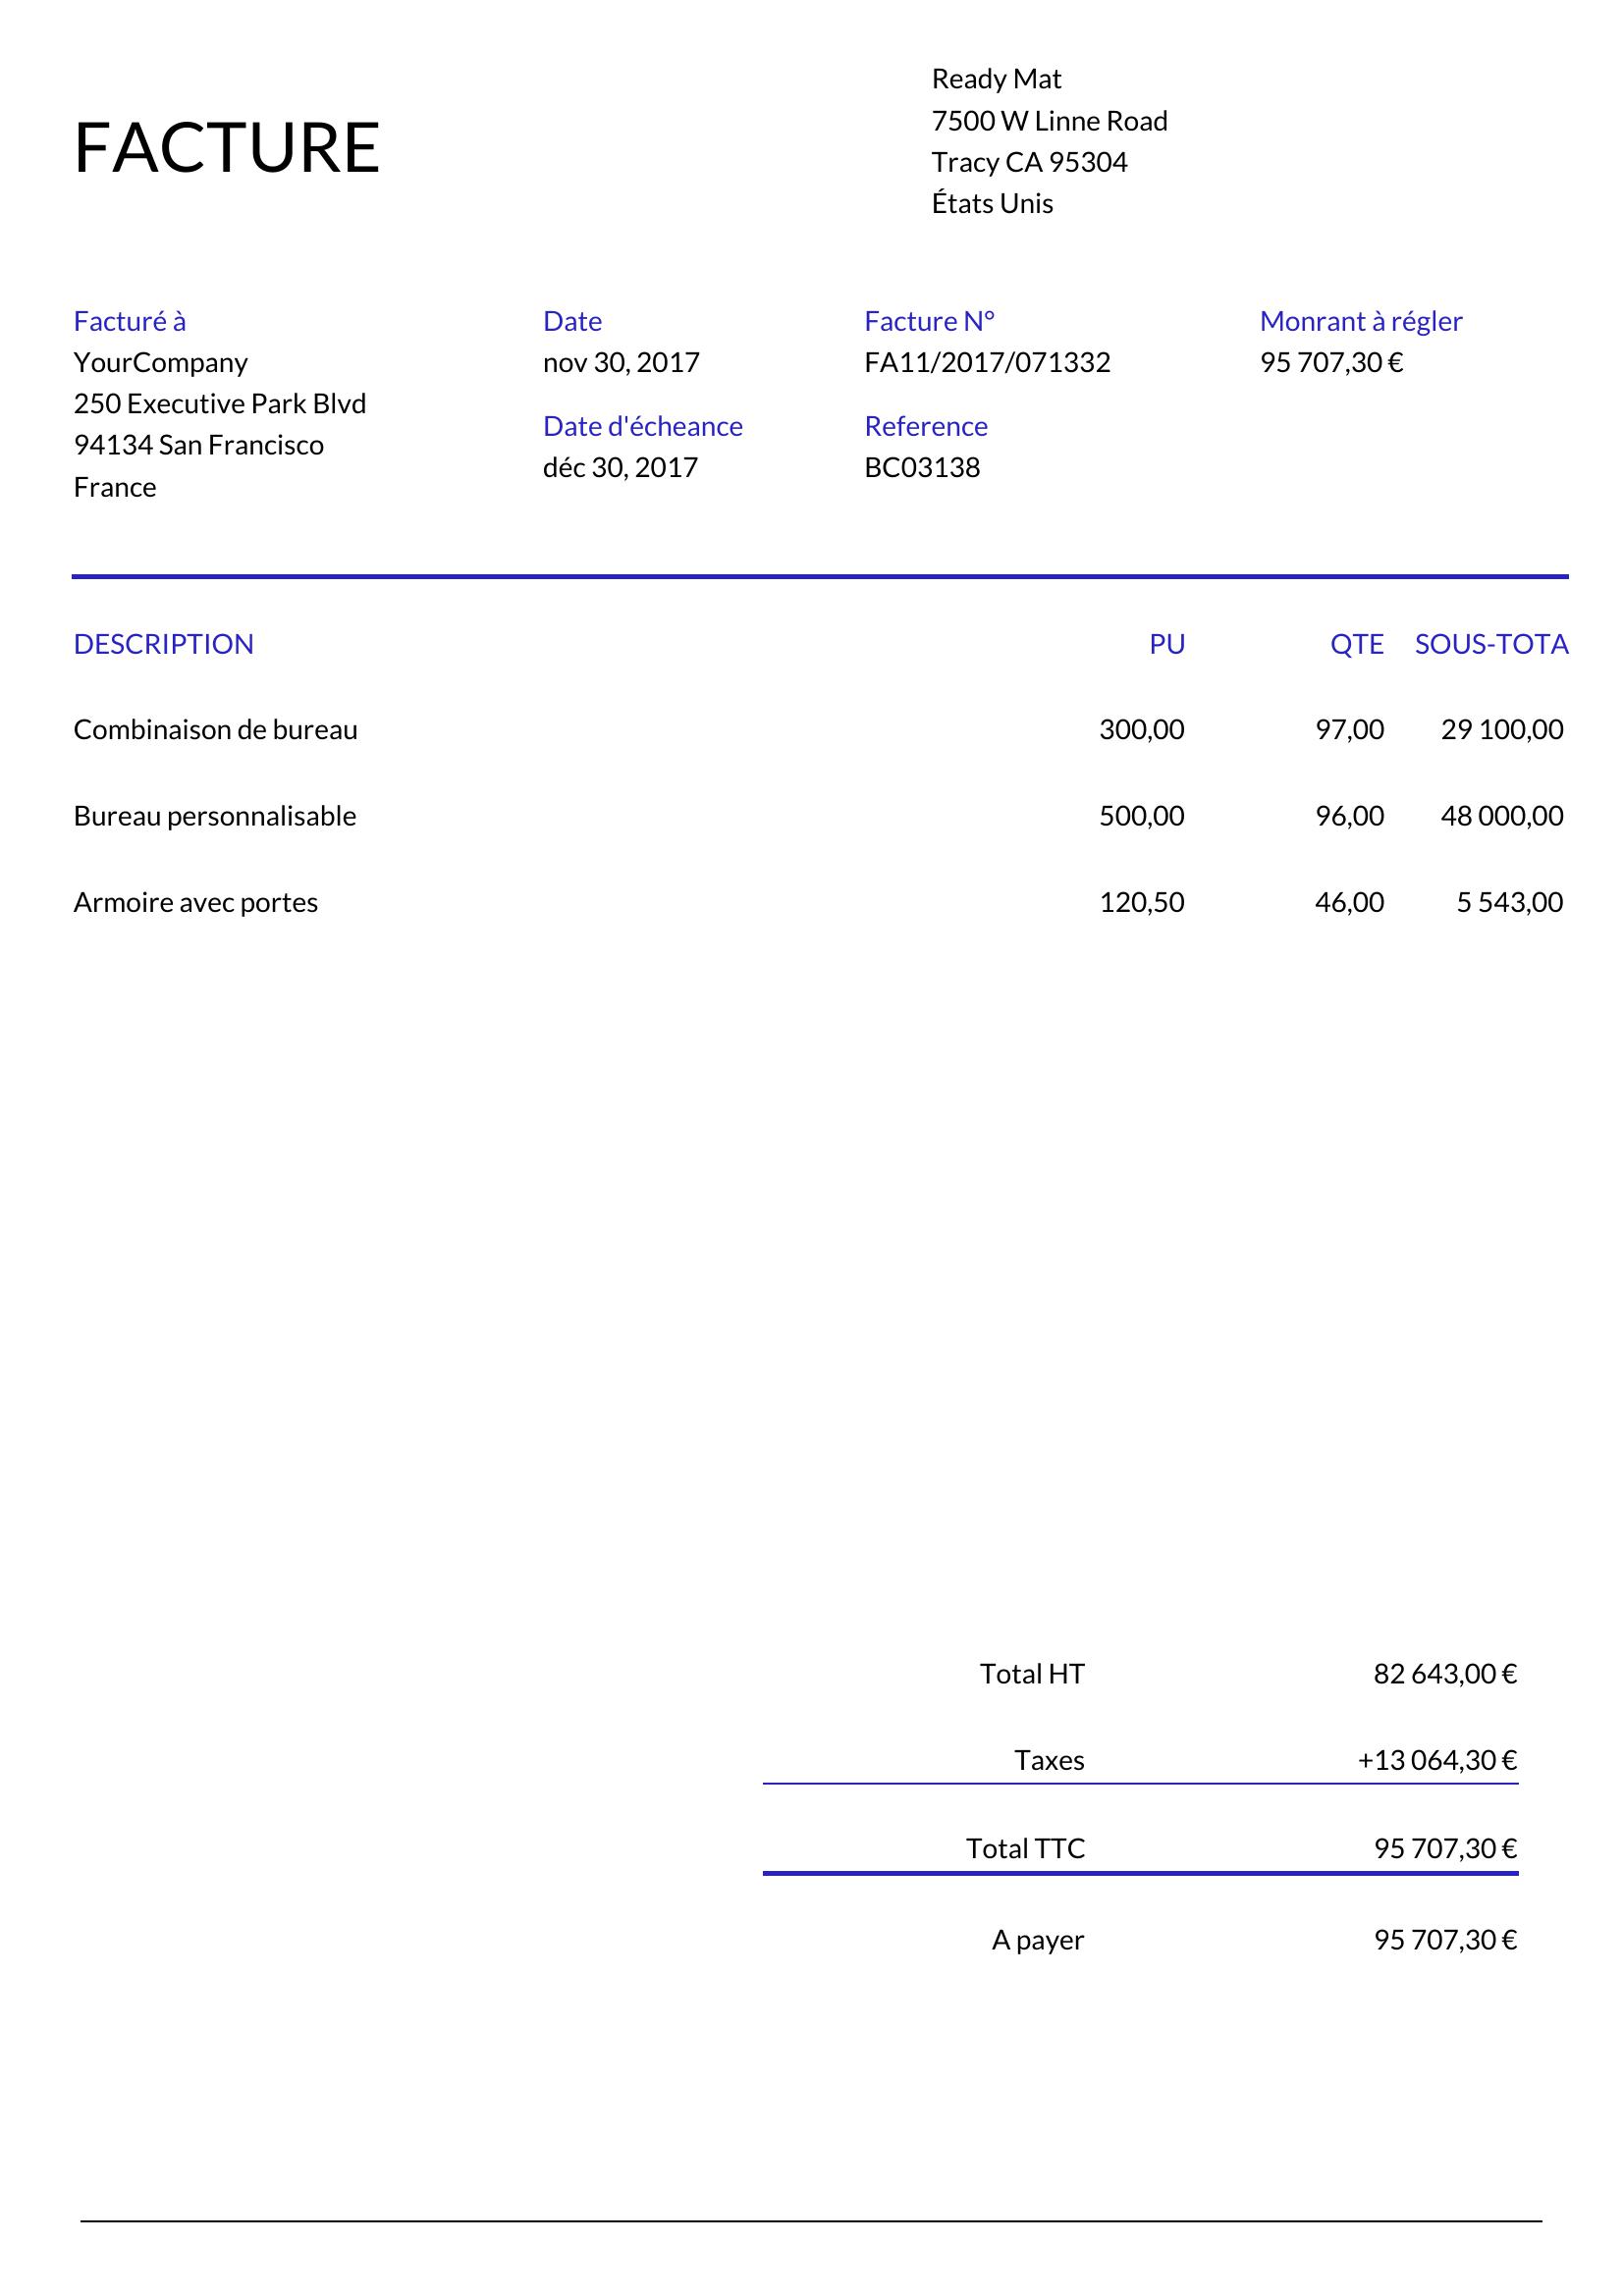 FACTURE
Ready Mat
7500 W Linne Road
Tracy CA 95304
États Unis
Facturé à
YourCompany
250 Executive Park Blvd
94134 San Francisco
France
Date
nov 30, 2017
Date d'écheance
déc 30, 2017
Facture N°
FA11/2017/071332
Reference
BC03138
Monrant à régler
95 707,30 €
DESCRIPTION PU QTE SOUS-TOTA
Combinaison de bureau 300,00 97,00 29 100,00
Bureau personnalisable 500,00 96,00 48 000,00
Armoire avec portes 120,50 46,00 5 543,00
Total HT 82 643,00 €
Taxes +13 064,30 €
Total TTC 95 707,30 €
A payer 95 707,30 €